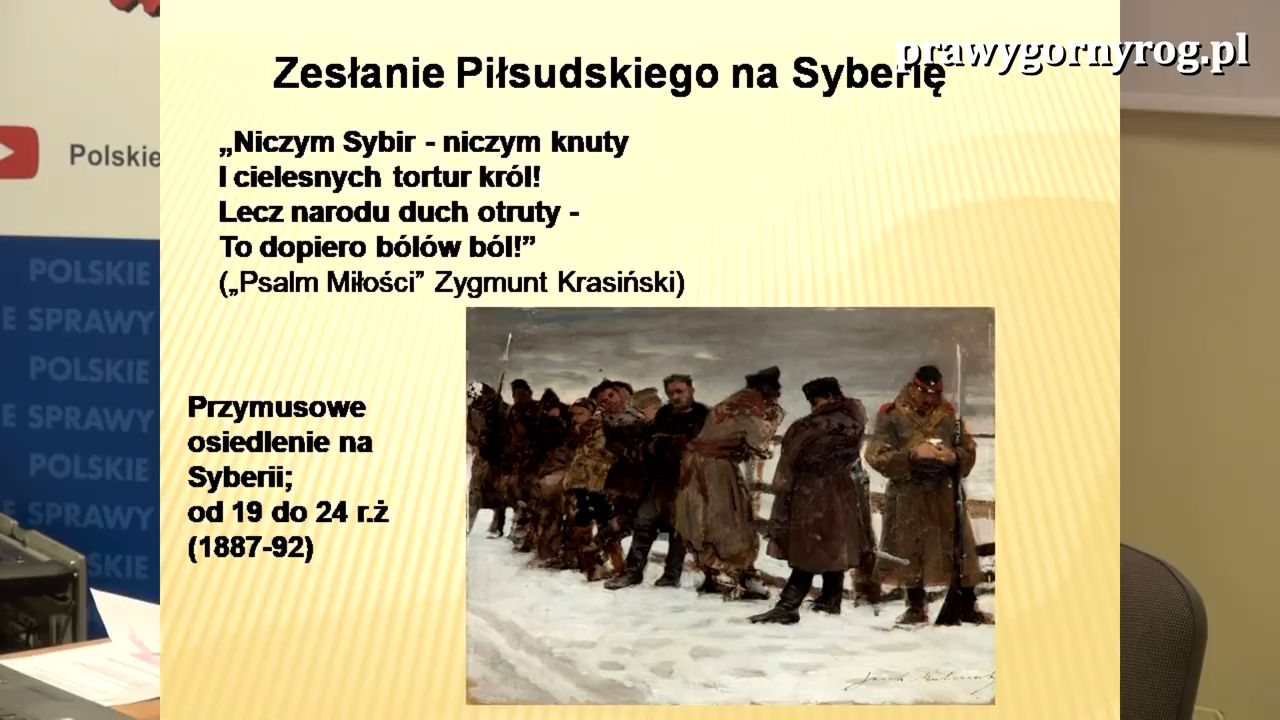 prawygornyrog.pl
Zesłanie Piłsudskiego na Syberię
„Niczym Sybir - niczym knuty
I cielesnych tortur król!
Lecz narodu duch otruty -
To dopiero bólów ból!”
(„Psalm Miłości” Zygmunt Krasiński)
Przymusowe
osiedlenie na
Syberii;
od 19 do 24 r.ż
(1887-92)
Polskie
POLSKIE
E SPRAWY
POLSKIE
E SPRAWY
POLSKIE
SPRAWY
SKIE